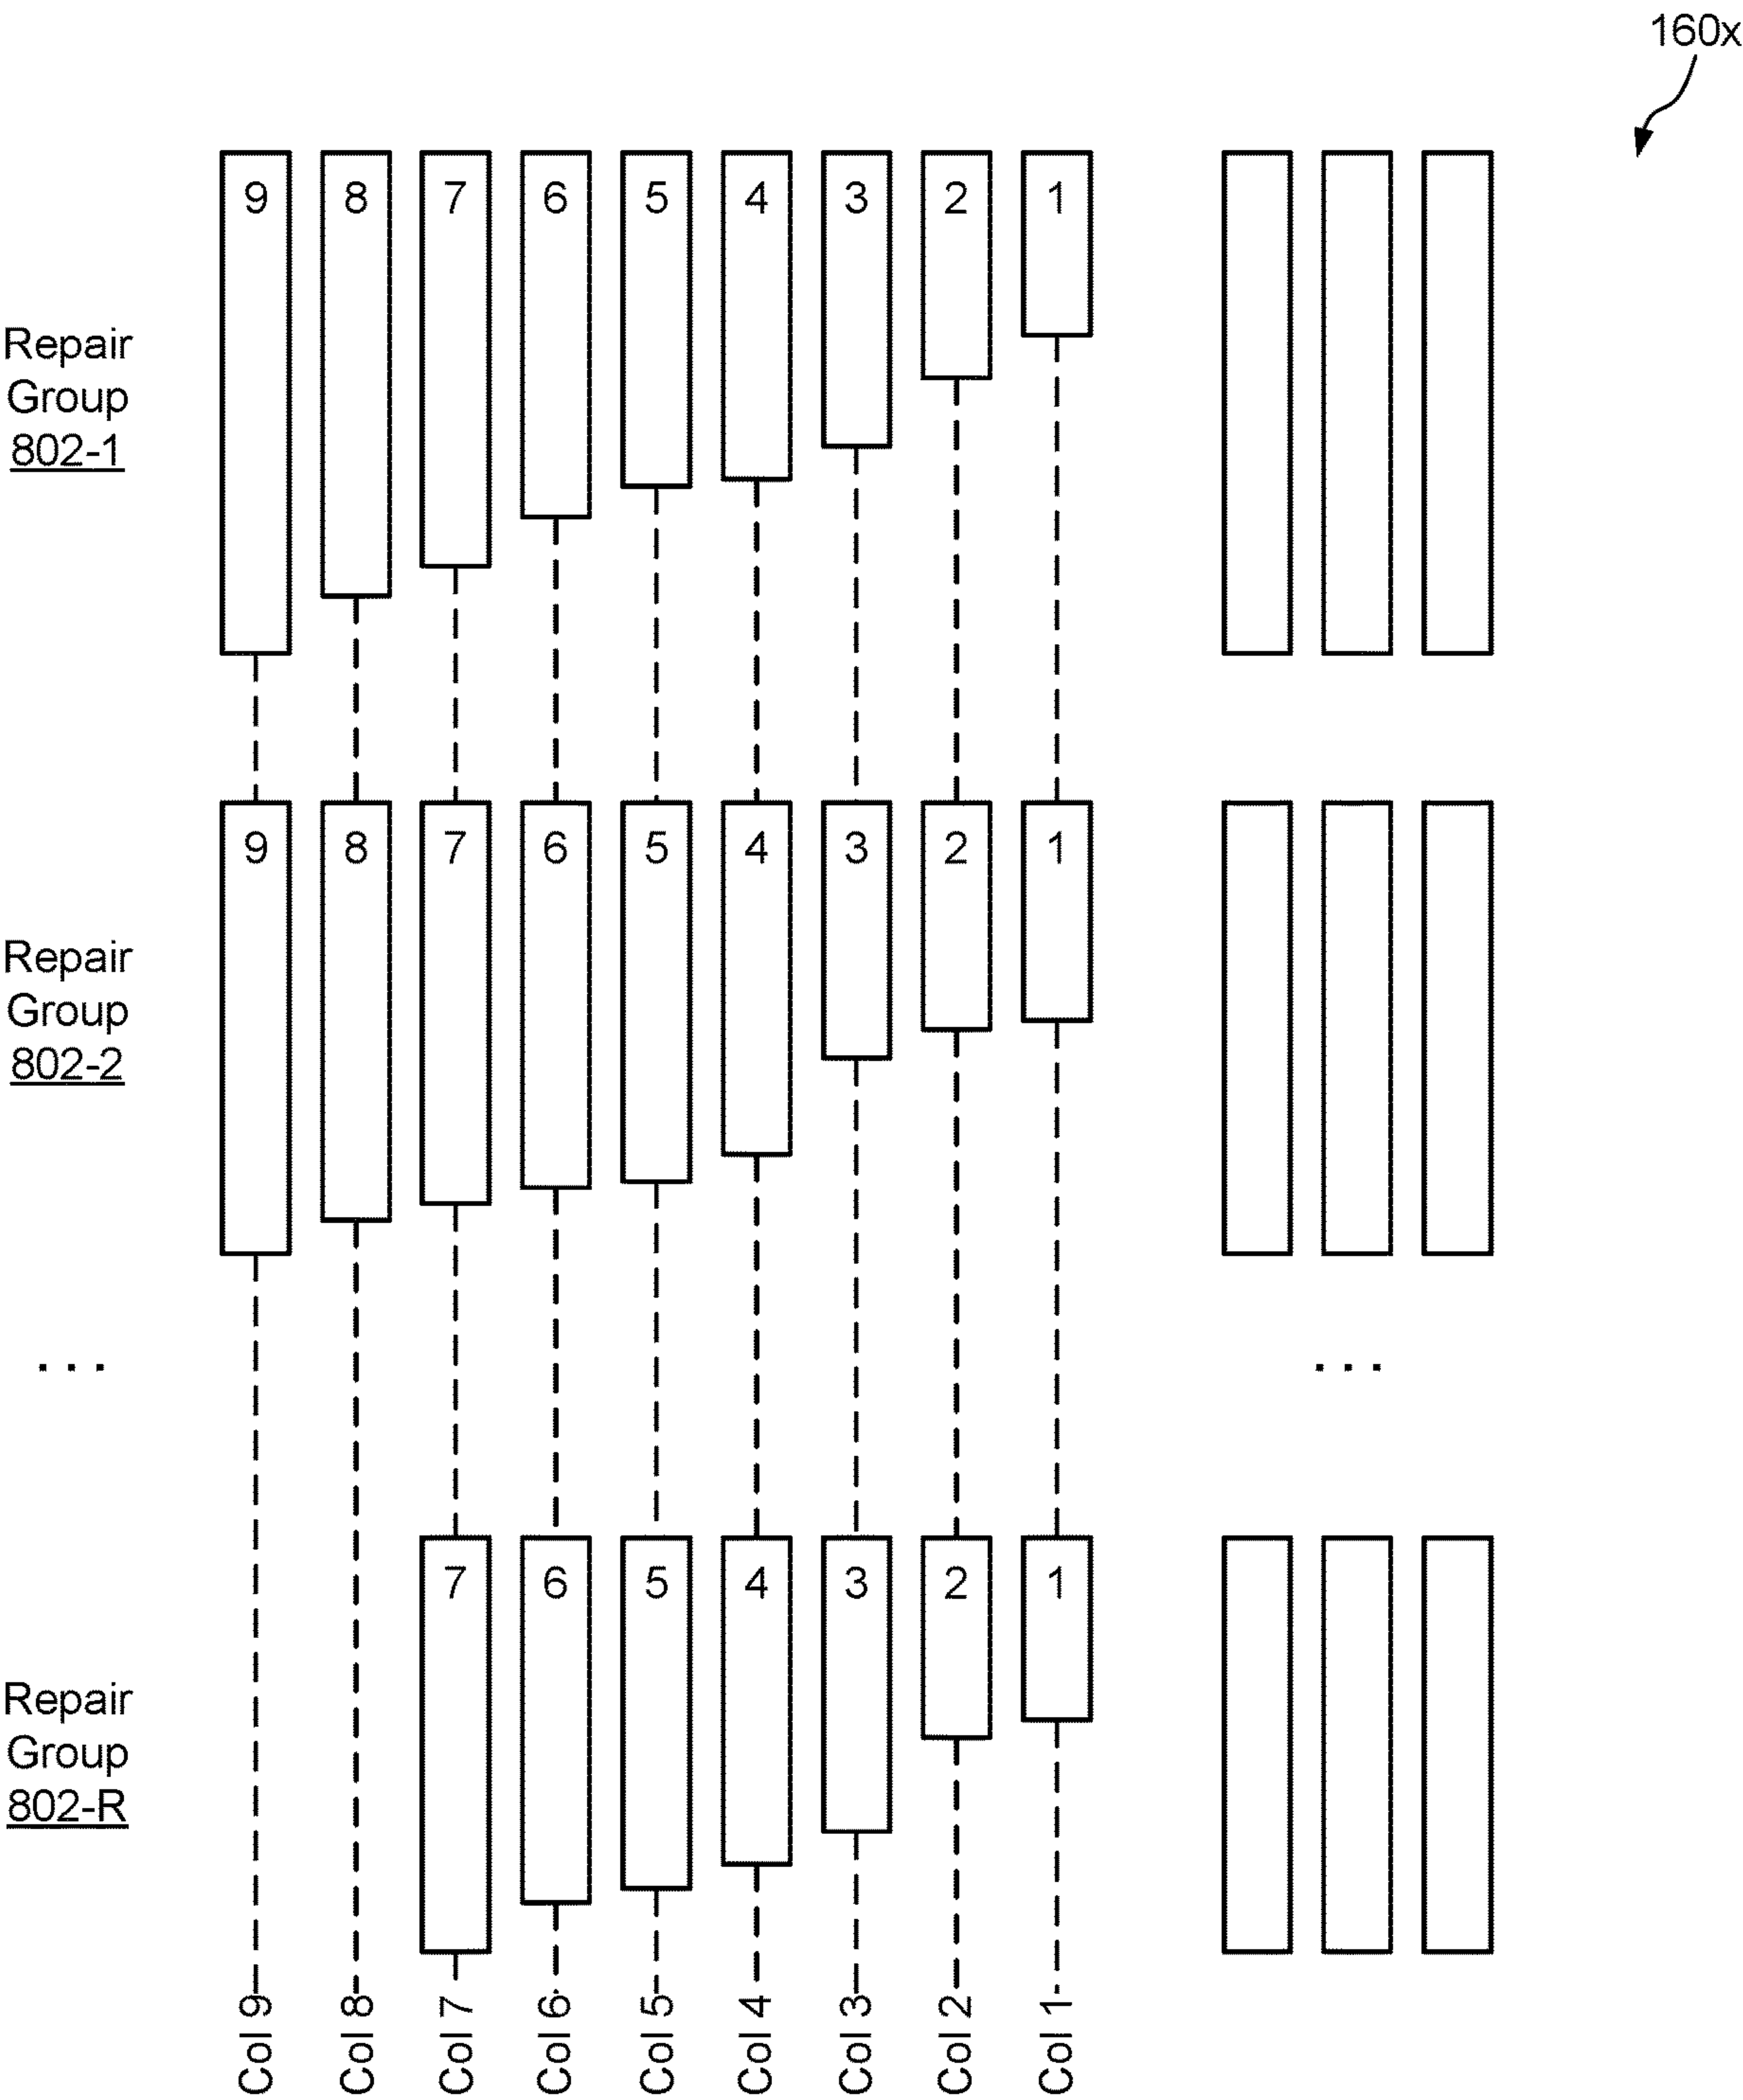 160x
9 8 7 6 5 4 3 2 1
Repair
Group
802-1
9 8 7 6 5 4 3 2 1
Repair
Group
802-2
... ...
7 6 5 4 3 2 1
Repair
Group
802-R
Col 9
Col 8
Col 7
Col 6
Col 5
Col 4
Col 3
Col 2
Col 1